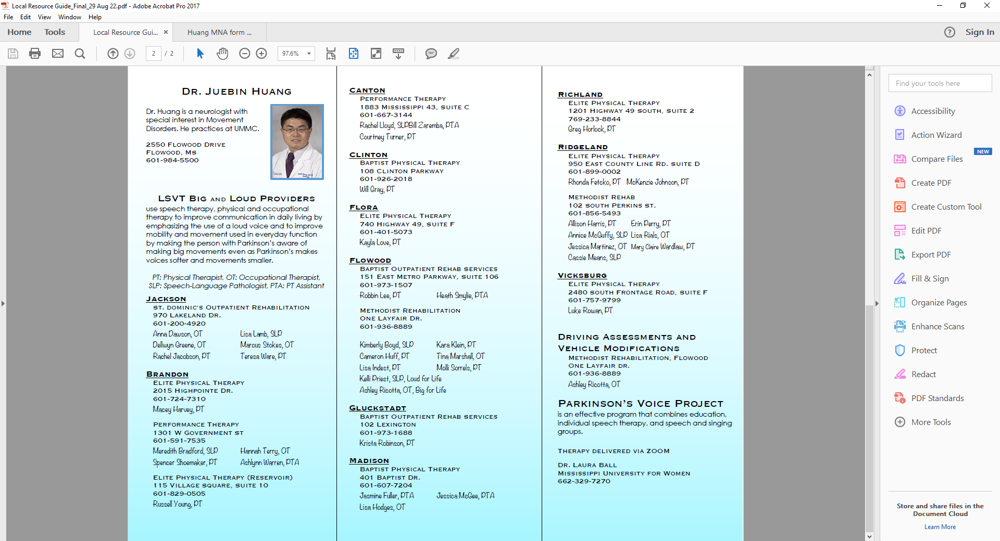 Local Resource Guide_Final_29 Aug 22.pdf - Adobe Acrobat Pro 2017
File Edit View Window Help
Home Tools Local Resource Gui... × Huang MNA form ... Sign In
2 / 2 97.6%
DR. JUEBIN HUANG
Dr. Huang is a neurologist with
special interest in Movement
Disorders. He practices at UMMC.
2550 FLOWOOD DRIVE
FLOWOOD, MS
601-984-5500
LSVT BIG AND LOUD PROVIDERS
use speech therapy, physical and occupational
therapy to improve communication in daily living by
emphasizing the use of a loud voice and to improve
mobility and movement used in everyday function
by making the person with Parkinson's aware of
making big movements even as Parkinson's makes
voices softer and movements smaller.
PT: Physical Therapist, OT: Occupational Therapist,
SLP: Speech-Language Pathologist, PTA: PT Assistant
JACKSON
ST. DOMINIC'S OUTPATIENT REHABILITATION
970 LAKELAND DR.
601-200-4920
Anna Dawson, OT Lisa Lamb, SLP
Dellwyn Greene, OT Marcus Stokes, OT
Rachel Jacobson, PT Teresa Ware, PT
BRANDON
ELITE PHYSICAL THERAPY
2015 HIGHPOINTE DR.
601-724-7310
Macey Harvey, PT
PERFORMANCE THERAPY
1301 W GOVERNMENT ST
601-591-7535
Meredith Bradford, SLP Hannah Terry, OT
Spencer Shoemaker, PT Ashlynn Warren, PTA
ELITE PHYSICAL THERAPY (RESERVOIR)
115 VILLAGE SQUARE, SUITE 10
601-829-0505
Russell Young, PT
CANTON
PERFORMANCE THERAPY
1883 MISSISSIPPI 43, SUITE C
601-667-3144
Rachel Lloyd, SLPBill Zaremba, PTA
Courtney Turner, PT
CLINTON
BAPTIST PHYSICAL THERAPY
108 CLINTON PARKWAY
601-926-2018
Will Gray, PT
FLORA
ELITE PHYSICAL THERAPY
740 HIGHWAY 49, SUITE F
601-401-5073
Kayla Love, PT
FLOWOOD
BAPTIST OUTPATIENT REHAB SERVICES
151 EAST METRO PARKWAY, SUITE 106
601-973-1507
Robbin Lee, PT Heath Smylie, PTA
METHODIST REHABILITATION
ONE LAYFAIR DR.
601-936-8889
Kimberly Boyd, SLP Kara Klein, PT
Cameron Huff, PT Tina Marshall, OT
Lisa Indest, PT Molli Sorrels, PT
Kelli Priest, SLP, Loud for Life
Ashley Ricotta, OT, Big for Life
GLUCKSTADT
BAPTIST OUTPATIENT REHAB SERVICES
102 LEXINGTON
601-973-1688
Krista Robinson, PT
MADISON
BAPTIST PHYSICAL THERAPY
401 BAPTIST DR.
601-607-7204
Jasmine Fuller, PTA Jessica McGee, PTA
Lisa Hodges, OT
RICHLAND
ELITE PHYSICAL THERAPY
1201 HIGHWAY 49 SOUTH, SUITE 2
769-233-8844
Greg Horlock, PT
RIDGELAND
ELITE PHYSICAL THERAPY
950 EAST COUNTY LINE RD. SUITE D
601-899-0002
Rhonda Fetcko, PT McKenzie Johnson, PT
METHODIST REHAB
102 SOUTH PERKINS ST.
601-856-5493
Allison Harris, PT Erin Perry, PT
Annice McGuffy, SLP Lisa Rials, OT
Jessica Martinez, OT Mary Claire Wardlaw, PT
Cassie Means, SLP
VICKSBURG
ELITE PHYSICAL THERAPY
2480 SOUTH FRONTAGE ROAD, SUITE F
601-757-9799
Luke Rowan, PT
DRIVING ASSESSMENTS AND
VEHICLE MODIFICATIONS
METHODIST REHABILITATION, FLOWOOD
ONE LAYFAIR DR.
601-936-8889
Ashley Ricotta, OT
PARKINSON'S VOICE PROJECT
is an effective program that combines education,
individual speech therapy, and speech and singing
groups.
THERAPY DELIVERED VIA ZOOM
DR. LAURA BALL
MISSISSIPPI UNIVERSITY FOR WOMEN
662-329-7270
Find your tools here
Accessibility
Action Wizard
NEW
Compare Files
Create PDF
Create Custom Tool
Edit PDF
Export PDF
Fill & Sign
Organize Pages
Enhance Scans
Protect
Redact
PDF Standards
More Tools
Store and share files in the
Document Cloud
Learn More